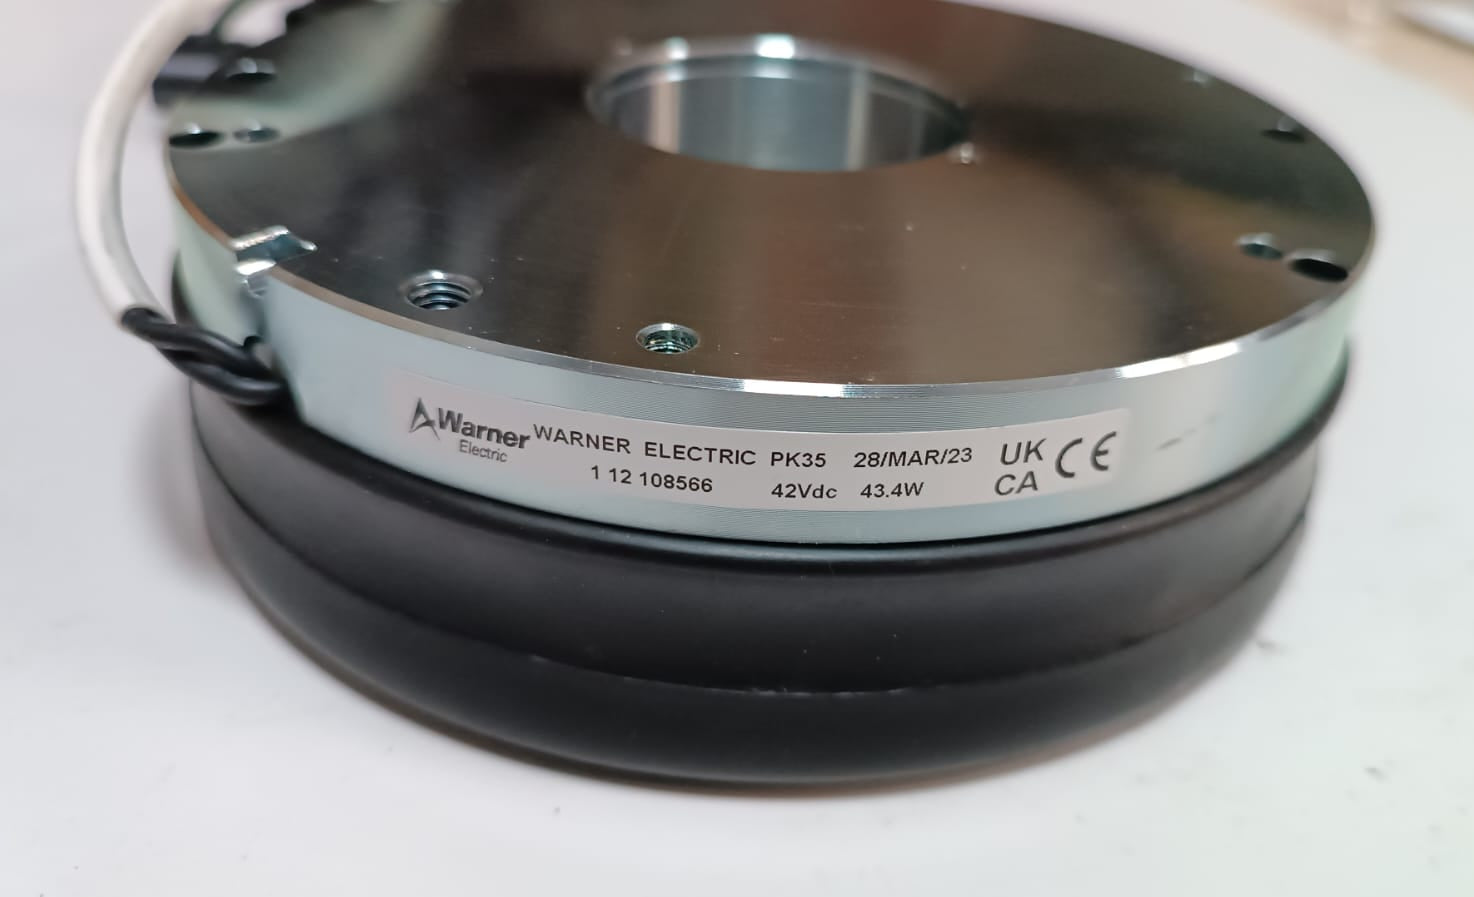 Warner
Electric
WARNER ELECTRIC PK35 28/MAR/23
1 12 108566 42Vdc 43.4W
UK
CA
CE